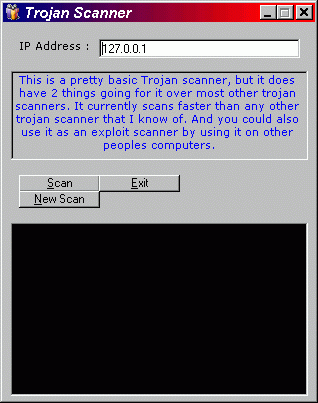 Trojan Scanner
IP Address : 127.0.0.1
This is a pretty basic Trojan scanner, but it does
have 2 things going for it over most other trojan
scanners. It currently scans faster than any other
trojan scanner that I know of. And you could also
use it as an exploit scanner by using it on other
peoples computers.
Scan Exit
New Scan